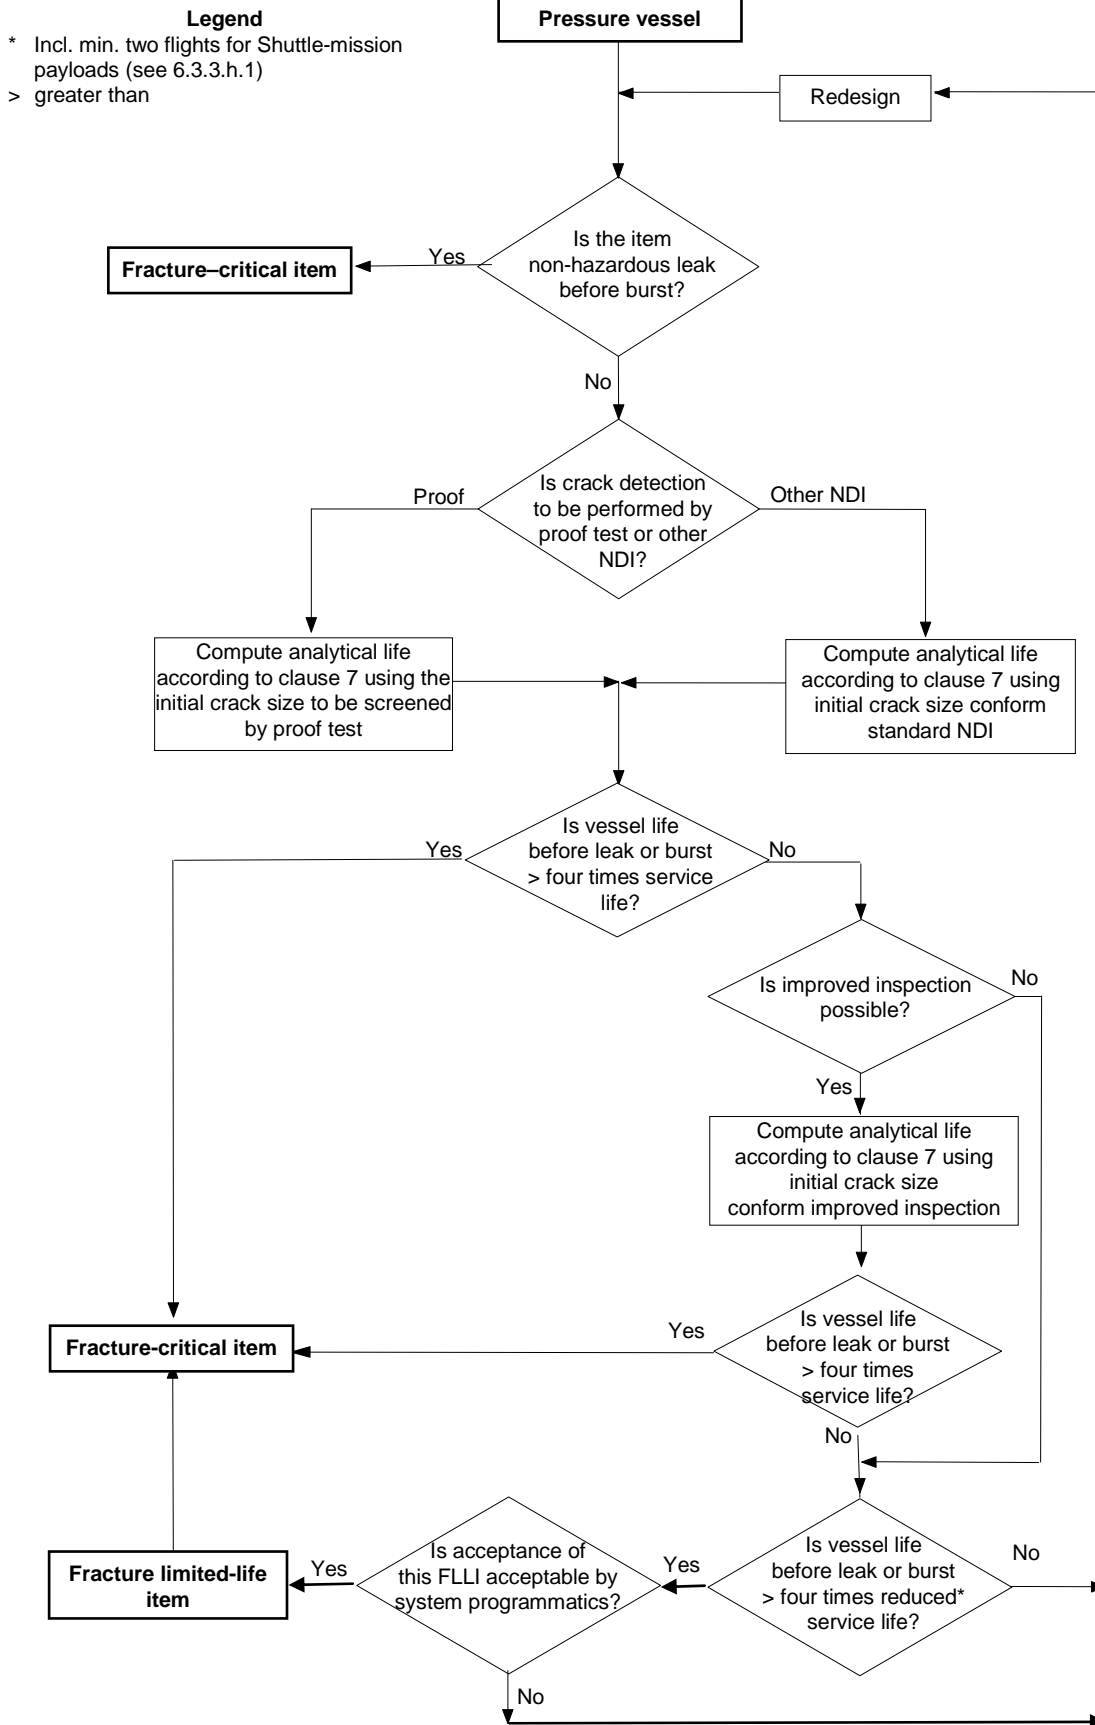 Legend
* Incl. min. two flights for Shuttle-mission
payloads (see 6.3.3.h.1)
> greater than
Pressure vessel
Redesign
Is the item
non-hazardous leak
before burst?
Yes
Fracture–critical item
No
Is crack detection
to be performed by
proof test or other
NDI?
Proof
Other NDI
Compute analytical life
according to clause 7 using the
initial crack size to be screened
by proof test
Compute analytical life
according to clause 7 using
initial crack size conform
standard NDI
Is vessel life
before leak or burst
> four times service
life?
Yes
No
Is improved inspection
possible?
No
Yes
Compute analytical life
according to clause 7 using
initial crack size
conform improved inspection
Is vessel life
before leak or burst
> four times
service life?
Yes
Fracture-critical item
No
Is vessel life
before leak or burst
> four times reduced*
service life?
No
Yes
Is acceptance of
this FLLI acceptable by
system programmatics?
Yes
Fracture limited-life
item
No